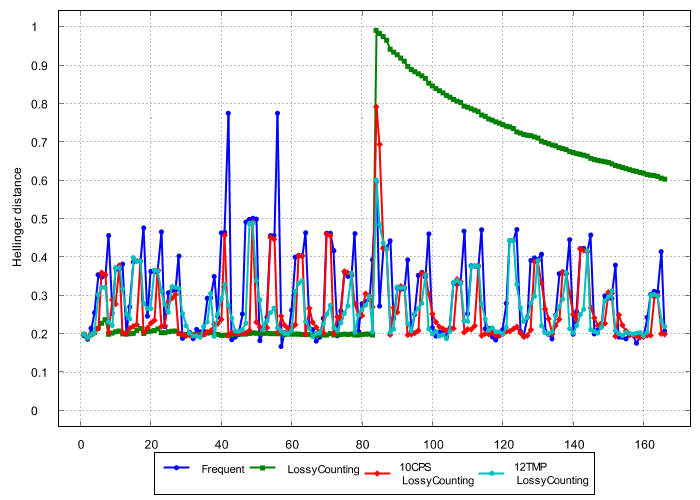 1
0.9
0.8
0.7
0.6
0.5
0.4
0.3
0.2
0.1
0
Hellinger distance
0 20 40 60 80 100 120 140 160
Frequent LossyCounting 10CPS 12TMP
LossyCounting LossyCounting